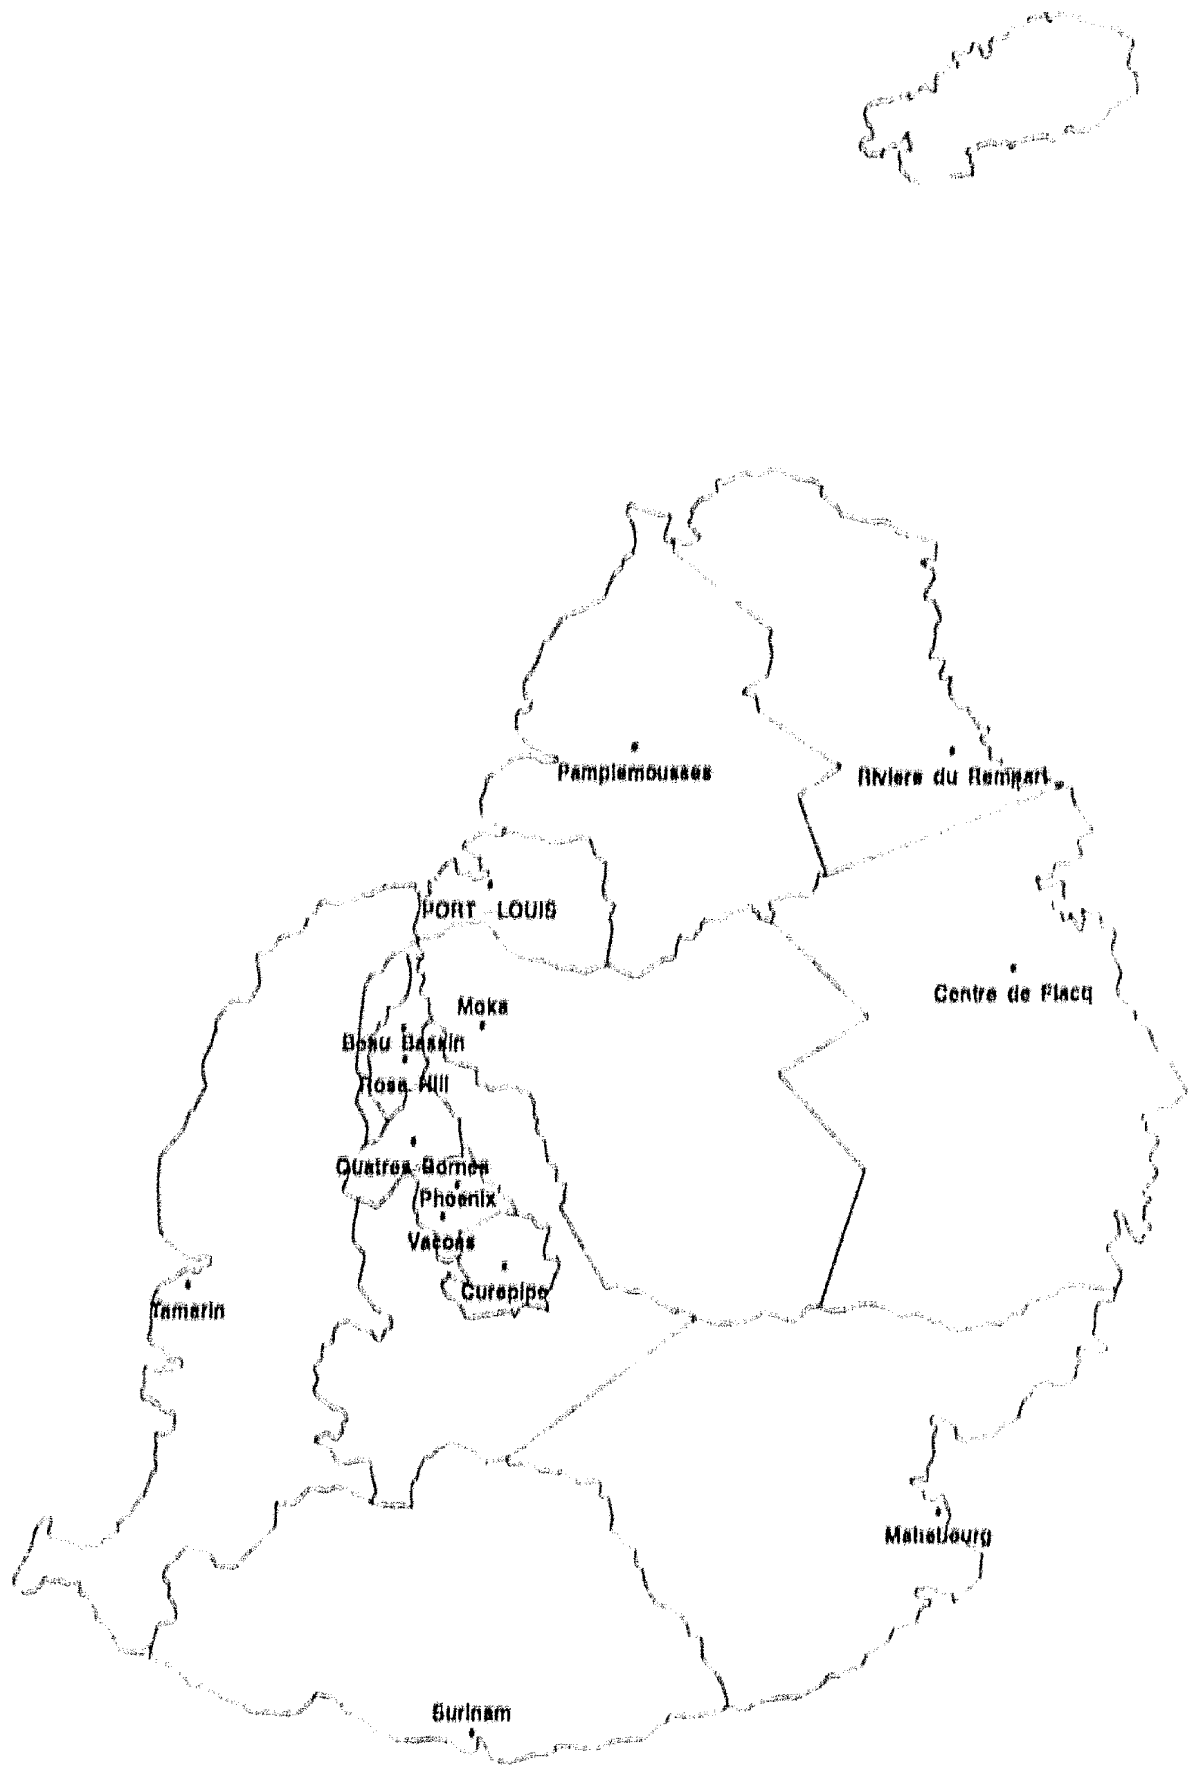 Pamplemousses
Riviere du Rempart
PORT LOUIS
Centre de Flacq
Moka
Beau Bassin
Rose Hill
Quatres Bornes
Phoenix
Vacoas
Curepipe
Tamarin
Mahebourg
Surinam